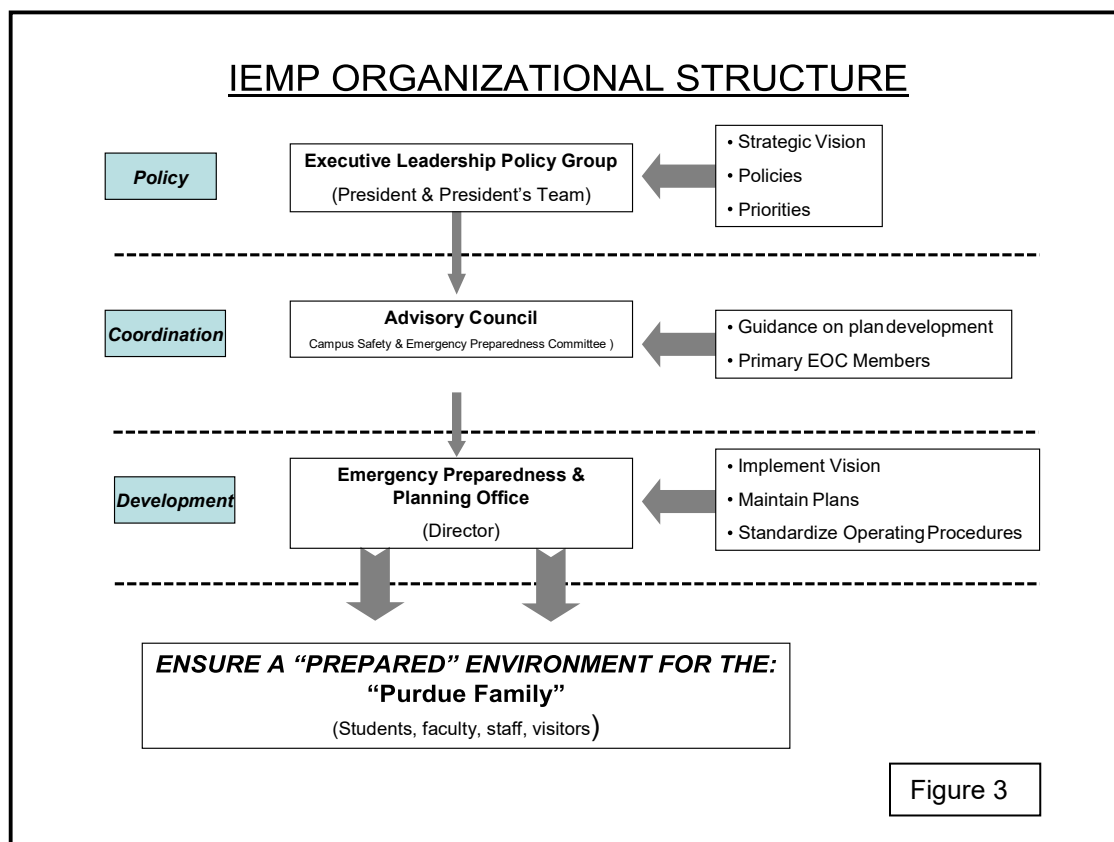 IEMP ORGANIZATIONAL STRUCTURE
Policy
Executive Leadership Policy Group
(President & President’s Team)
• Strategic Vision
• Policies
• Priorities
Coordination
Advisory Council
Campus Safety & Emergency Preparedness Committee )
• Guidance on plan development
• Primary EOC Members
Development
Emergency Preparedness &
Planning Office
(Director)
• Implement Vision
• Maintain Plans
• Standardize Operating Procedures
ENSURE A “PREPARED” ENVIRONMENT FOR THE:
“Purdue Family”
(Students, faculty, staff, visitors)
Figure 3